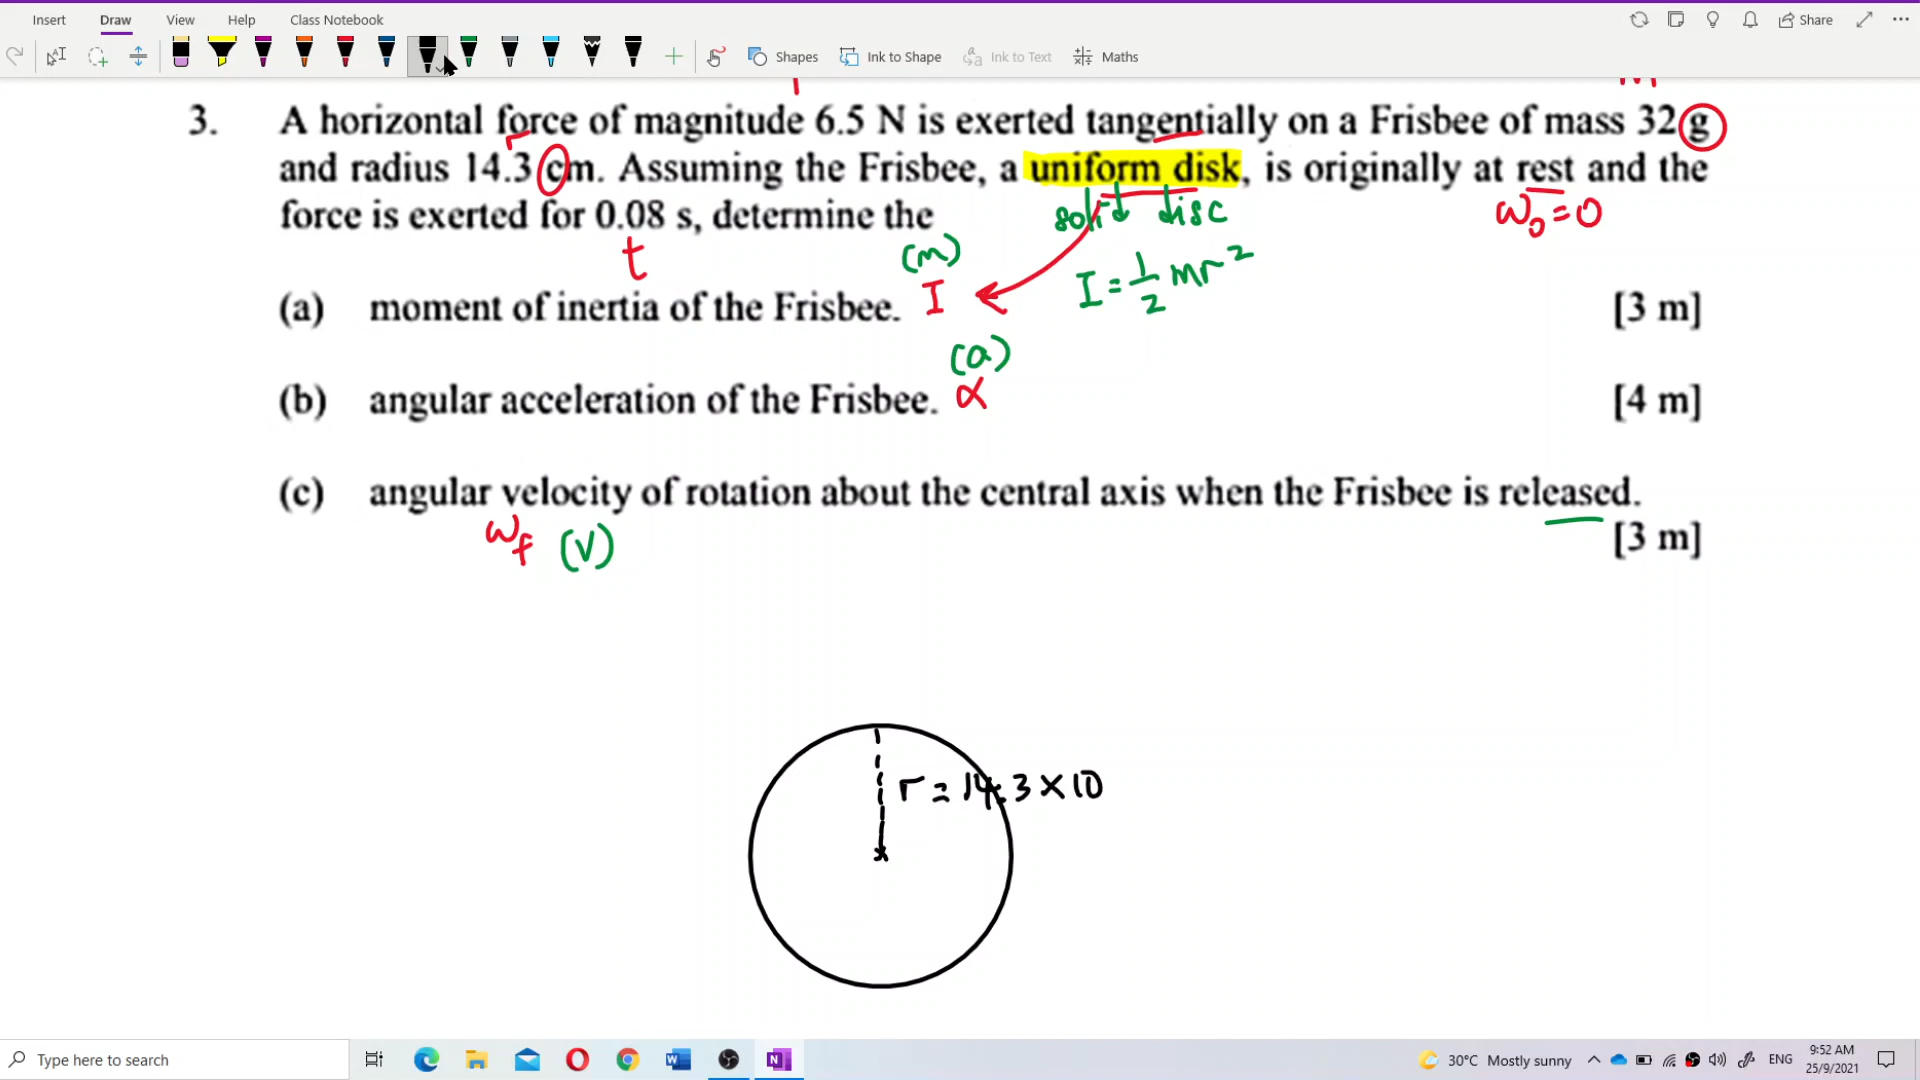 Insert Draw View Help Class Notebook Share
Shapes Ink to Shape Ink to Text Maths
3. A horizontal force of magnitude 6.5 N is exerted tangentially on a Frisbee of mass 32 g
and radius 14.3 cm. Assuming the Frisbee, a uniform disk, is originally at rest and the
force is exerted for 0.08 s, determine the
solid disc
ω₀ = 0
t
(m)
(a) moment of inertia of the Frisbee. I [3 m]
I = 1/2 mr²
(a)
(b) angular acceleration of the Frisbee. α [4 m]
(c) angular velocity of rotation about the central axis when the Frisbee is released.
ωf (v)
[3 m]
r = 14.3 × 10
Type here to search
30°C Mostly sunny ENG 9:52 AM
25/9/2021